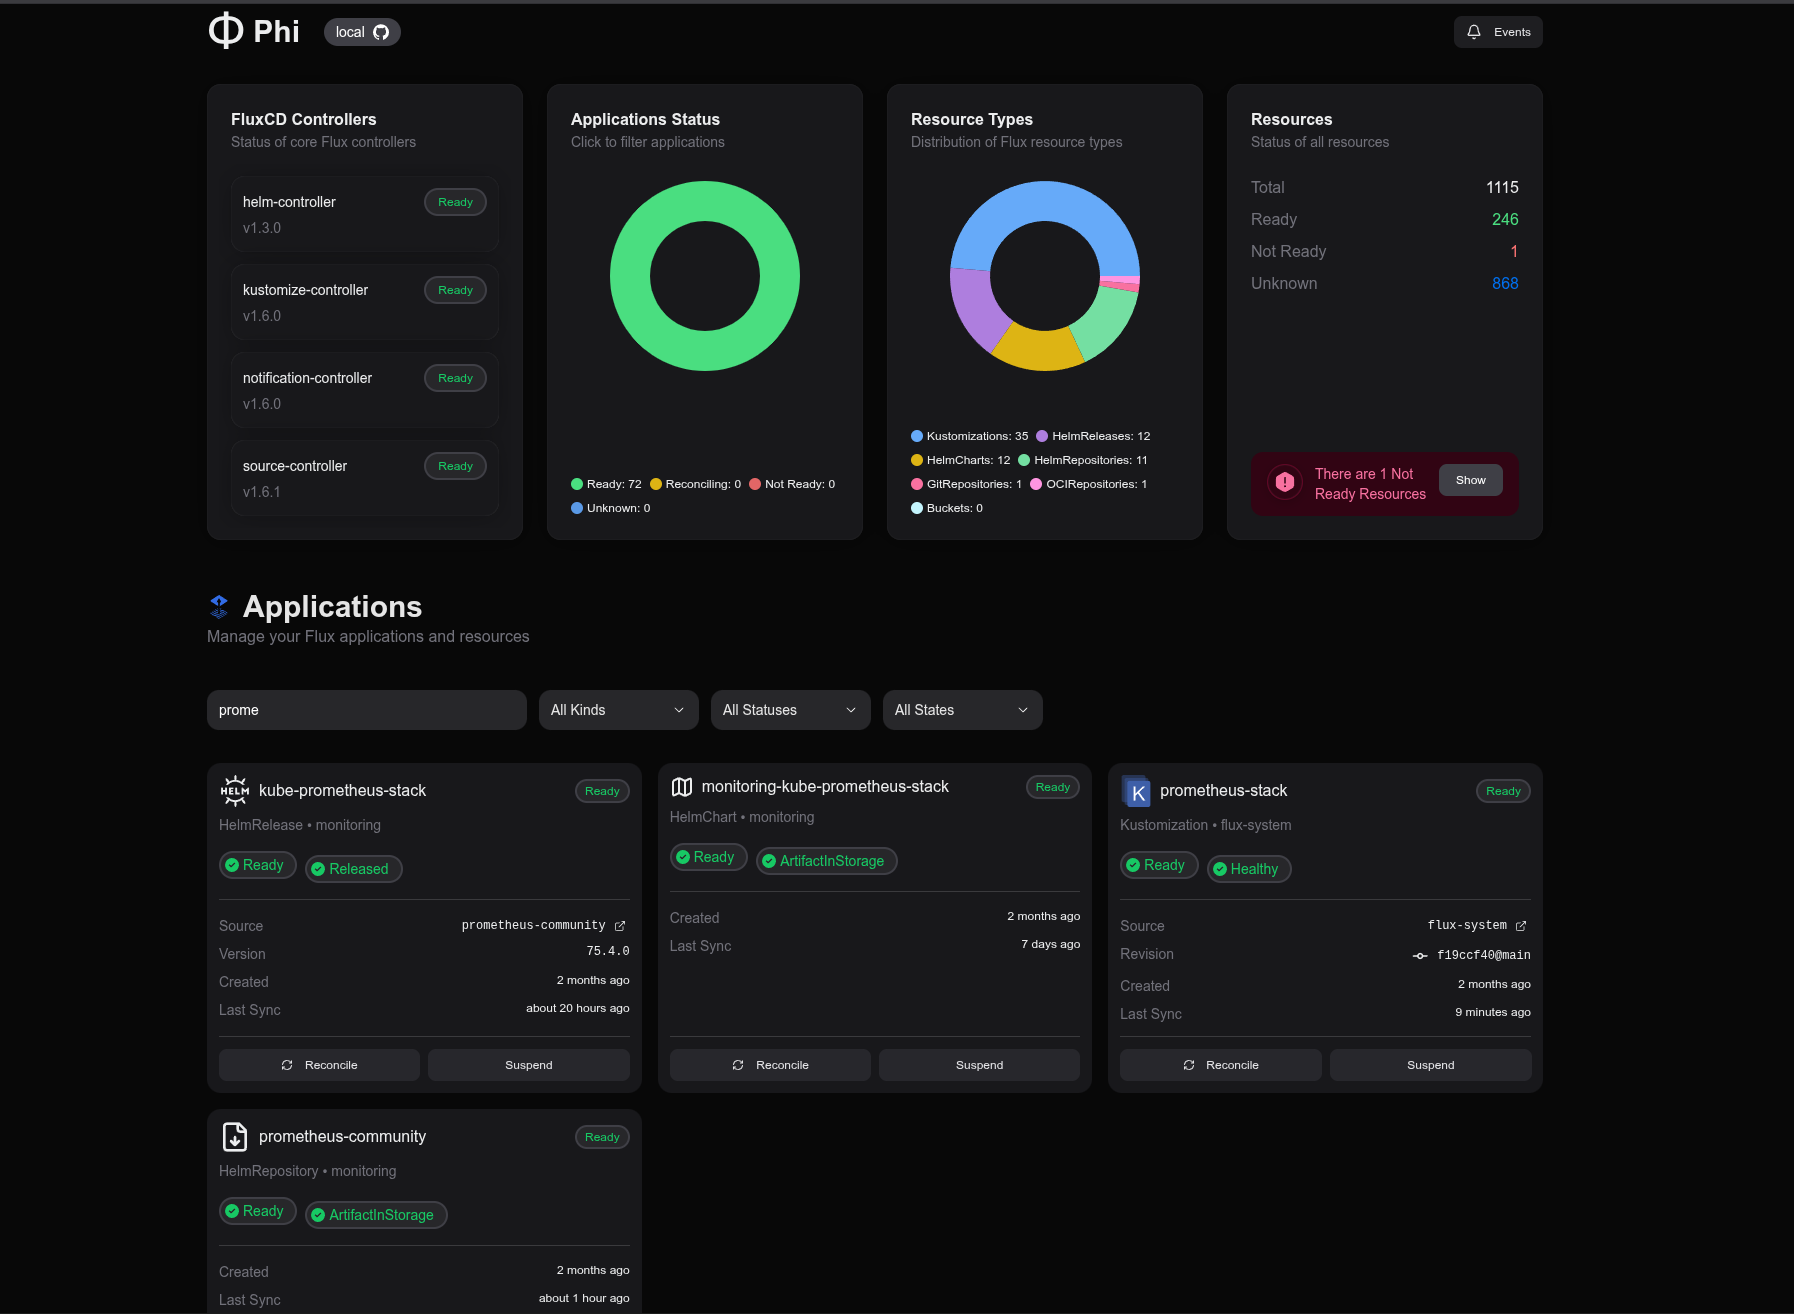 Phi
local
Events
FluxCD Controllers
Status of core Flux controllers
helm-controller
Ready
v1.3.0
kustomize-controller
Ready
v1.6.0
notification-controller
Ready
v1.6.0
source-controller
Ready
v1.6.1
Applications Status
Click to filter applications
Ready: 72 Reconciling: 0 Not Ready: 0
Unknown: 0
Resource Types
Distribution of Flux resource types
Kustomizations: 35 HelmReleases: 12
HelmCharts: 12 HelmRepositories: 11
GitRepositories: 1 OCIRepositories: 1
Buckets: 0
Resources
Status of all resources
Total 1115
Ready 246
Not Ready 1
Unknown 868
There are 1 Not
Ready Resources
Show
Applications
Manage your Flux applications and resources
prome
All Kinds
All Statuses
All States
HELM
kube-prometheus-stack
Ready
HelmRelease • monitoring
Ready
Released
Source prometheus-community
Version 75.4.0
Created 2 months ago
Last Sync about 20 hours ago
Reconcile
Suspend
monitoring-kube-prometheus-stack
Ready
HelmChart • monitoring
Ready
ArtifactInStorage
Created 2 months ago
Last Sync 7 days ago
Reconcile
Suspend
K
prometheus-stack
Ready
Kustomization • flux-system
Ready
Healthy
Source flux-system
Revision f19ccf40@main
Created 2 months ago
Last Sync 9 minutes ago
Reconcile
Suspend
prometheus-community
Ready
HelmRepository • monitoring
Ready
ArtifactInStorage
Created 2 months ago
Last Sync about 1 hour ago